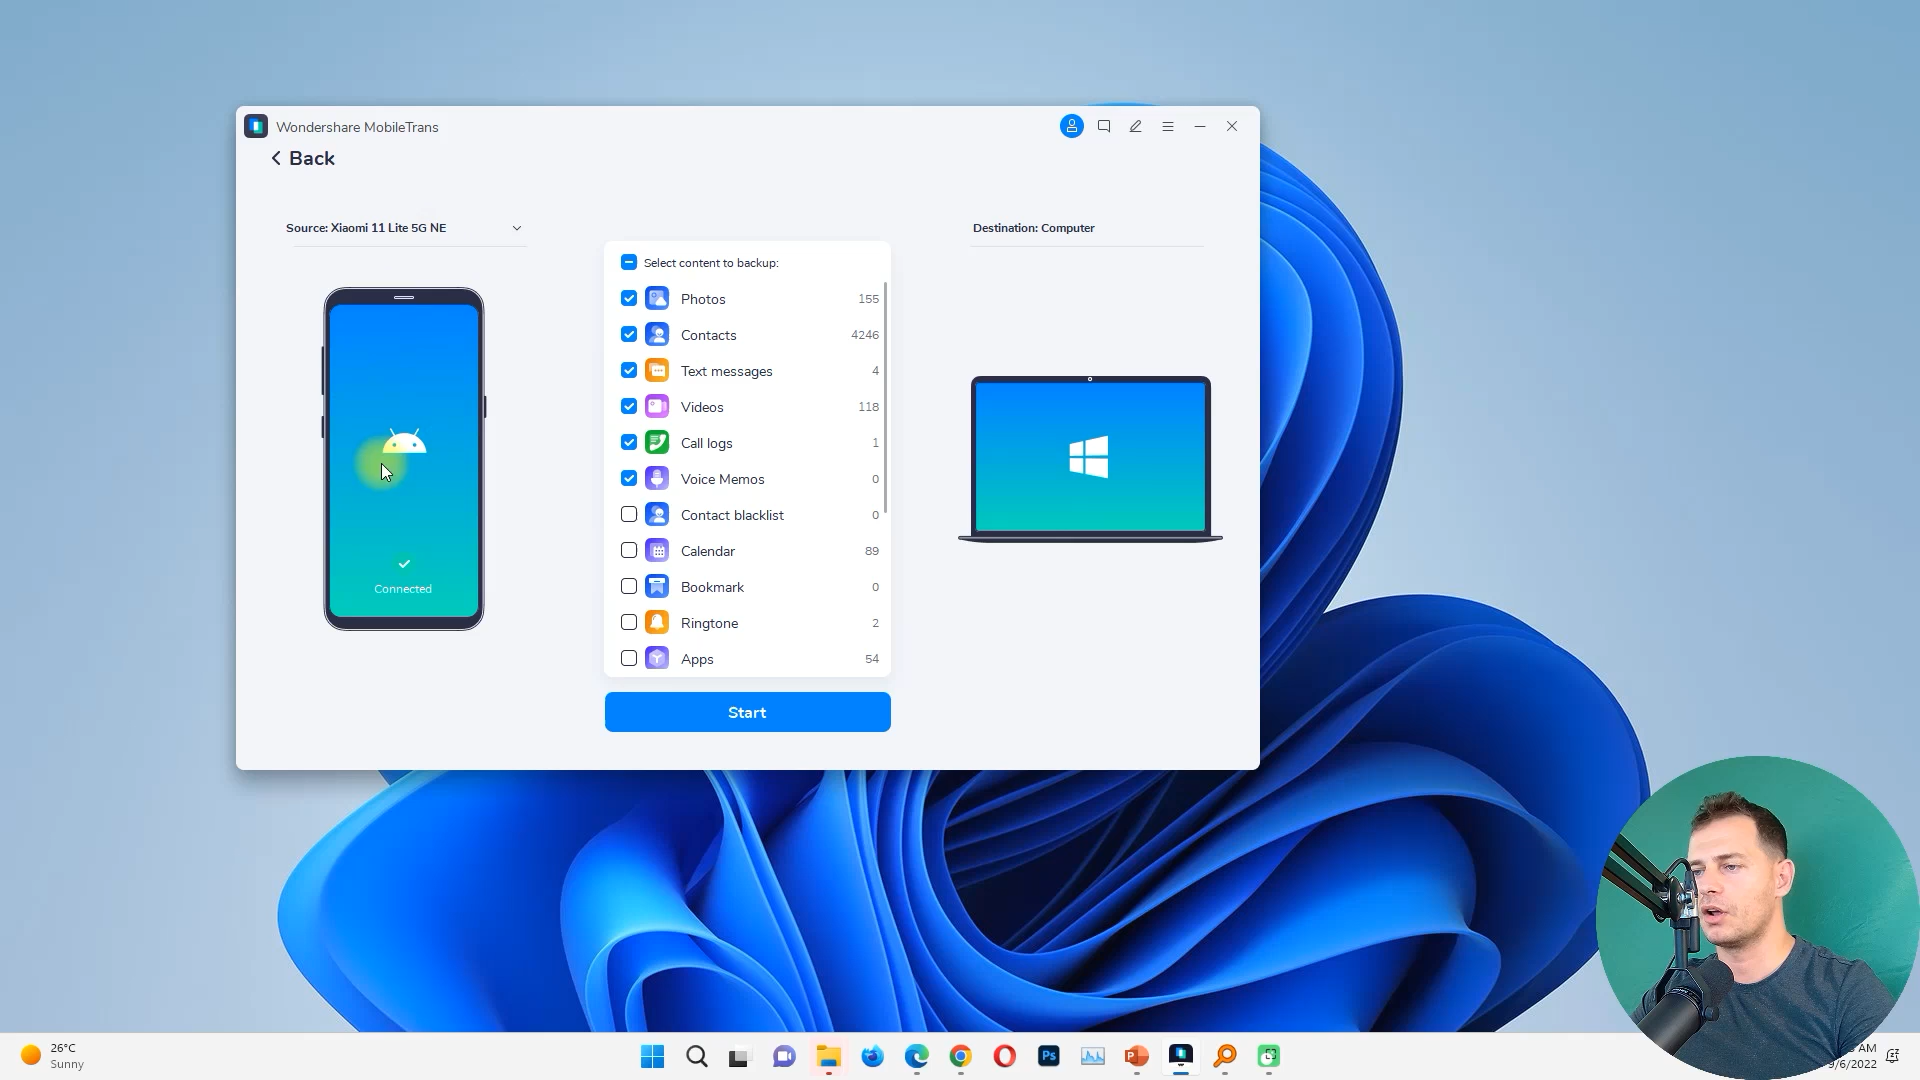 Wondershare MobileTrans
Back
Source: Xiaomi 11 Lite 5G NE
Destination: Computer
Select content to backup:
Photos 155
Contacts 4246
Text messages 4
Videos 118
Call logs 1
Voice Memos 0
Contact blacklist 0
Calendar 89
Bookmark 0
Ringtone 2
Apps 54
Connected
Start
26°C
Sunny
Ps
P
AM
9/6/2022